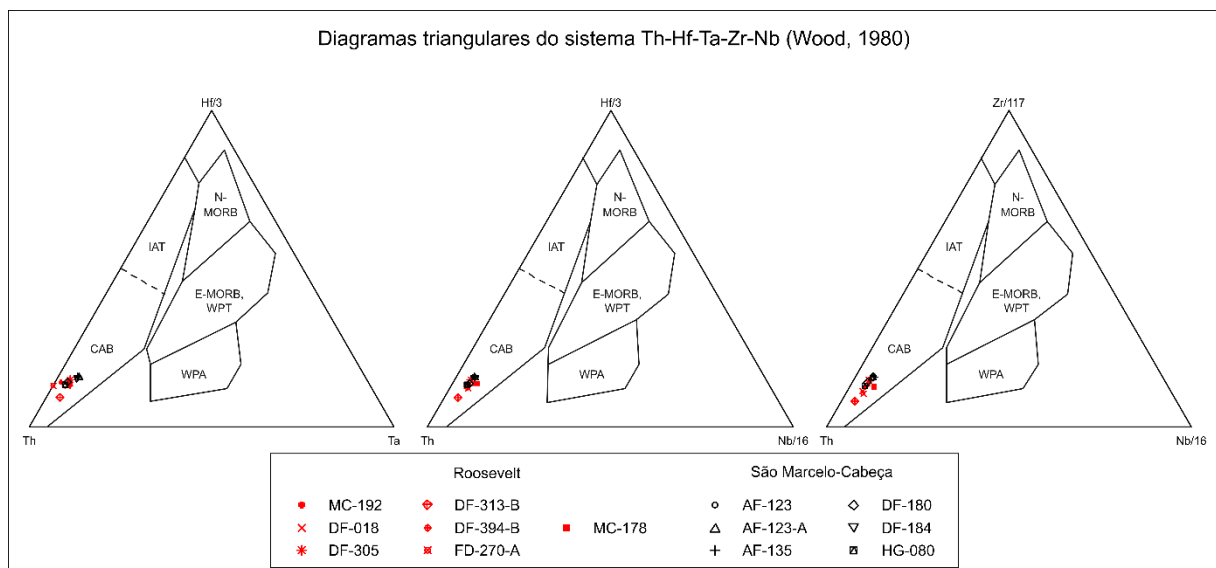 Diagramas triangulares do sistema Th-Hf-Ta-Zr-Nb (Wood, 1980)
Hf/3
N-
MORB
IAT
E-MORB,
WPT
CAB
WPA
Th
Ta
Hf/3
N-
MORB
IAT
E-MORB,
WPT
CAB
WPA
Th
Nb/16
Zr/117
N-
MORB
IAT
E-MORB,
WPT
CAB
WPA
Th
Nb/16
Roosevelt
MC-192
DF-018
DF-305
DF-313-B
DF-394-B
FD-270-A
MC-178
São Marcelo-Cabeça
AF-123
AF-123-A
AF-135
DF-180
DF-184
HG-080